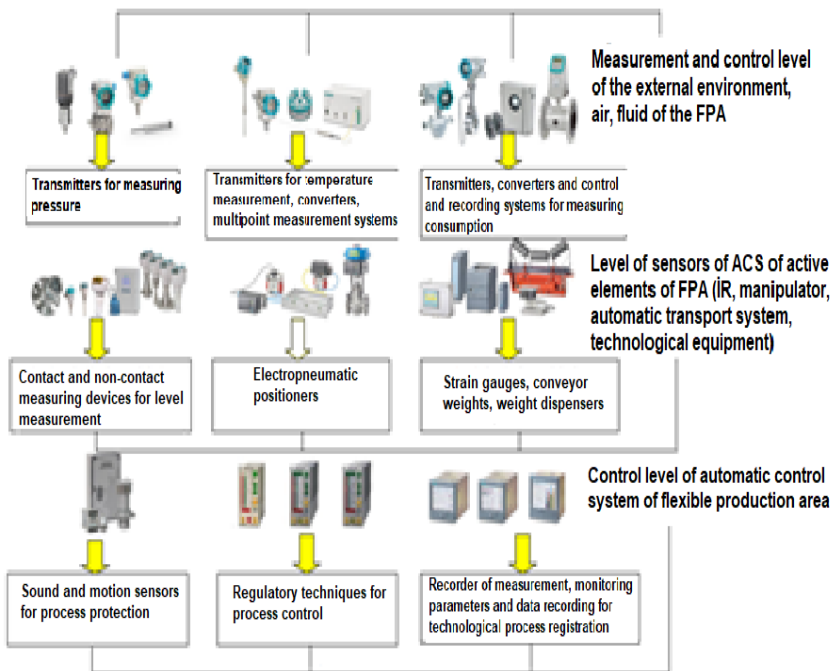 Measurement and control level
of the external environment,
air, fluid of the FPA
Transmitters for measuring
pressure
Transmitters for temperature
measurement, converters,
multipoint measurement systems
Transmitters, converters and control
and recording systems for measuring
consumption
Level of sensors of ACS of active
elements of FPA (İR, manipulator,
automatic transport system,
technological equipment)
Contact and non-contact
measuring devices for level
measurement
Electropneumatic
positioners
Strain gauges, conveyor
weights, weight dispensers
Control level of automatic control
system of flexible production area
Sound and motion sensors
for process protection
Regulatory techniques for
process control
Recorder of measurement, monitoring
parameters and data recording for
technological process registration